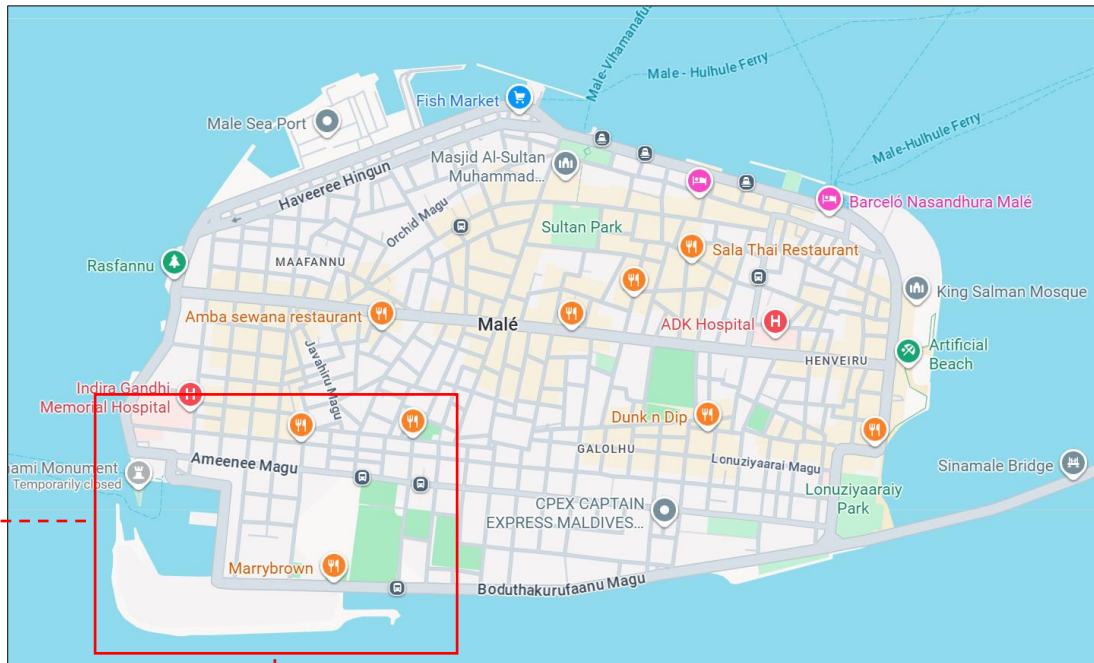 Male-Vihamanafus
Male - Hulhule Ferry
Fish Market
Male Sea Port
Male-Hulhule Ferry
Masjid Al-Sultan
Muhammad...
Haveeree Hingun
Orchid Magu
Barceló Nasandhura Malé
Sultan Park
Sala Thai Restaurant
Rasfannu
MAAFANNU
King Salman Mosque
Amba sewana restaurant
Malé
ADK Hospital
H
HENVEIRU
Artificial
Beach
Javahiru Magu
Indira Gandhi
Memorial Hospital
H
Dunk n Dip
GALOLHU
Lonuziyaarai Magu
Ameenee Magu
nami Monument
Temporarily closed
Sinamale Bridge
Lonuziyaaraiy
Park
CPEX CAPTAIN
EXPRESS MALDIVES...
Marrybrown
Boduthakurufaanu Magu